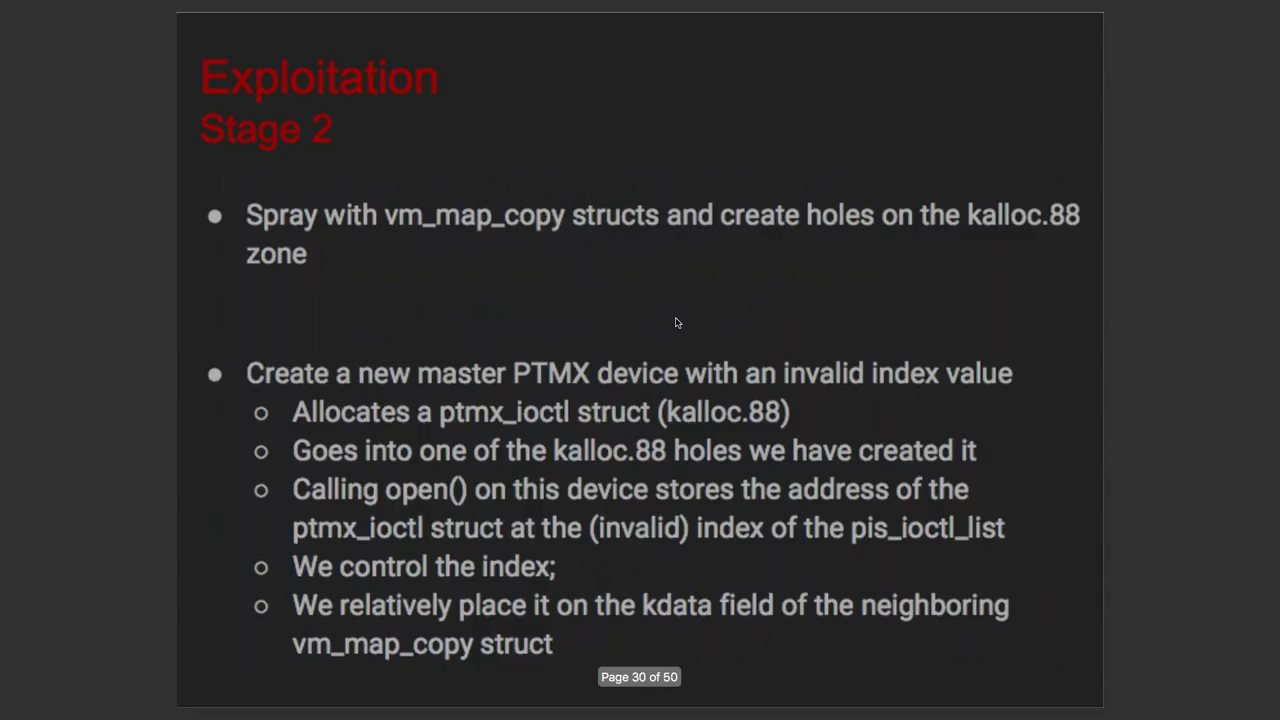 Exploitation
Stage 2
● Spray with vm_map_copy structs and create holes on the kalloc.88
zone
● Create a new master PTMX device with an invalid index value
○ Allocates a ptmx_ioctl struct (kalloc.88)
○ Goes into one of the kalloc.88 holes we have created it
○ Calling open() on this device stores the address of the
ptmx_ioctl struct at the (invalid) index of the pis_ioctl_list
○ We control the index;
○ We relatively place it on the kdata field of the neighboring
vm_map_copy struct
Page 30 of 50